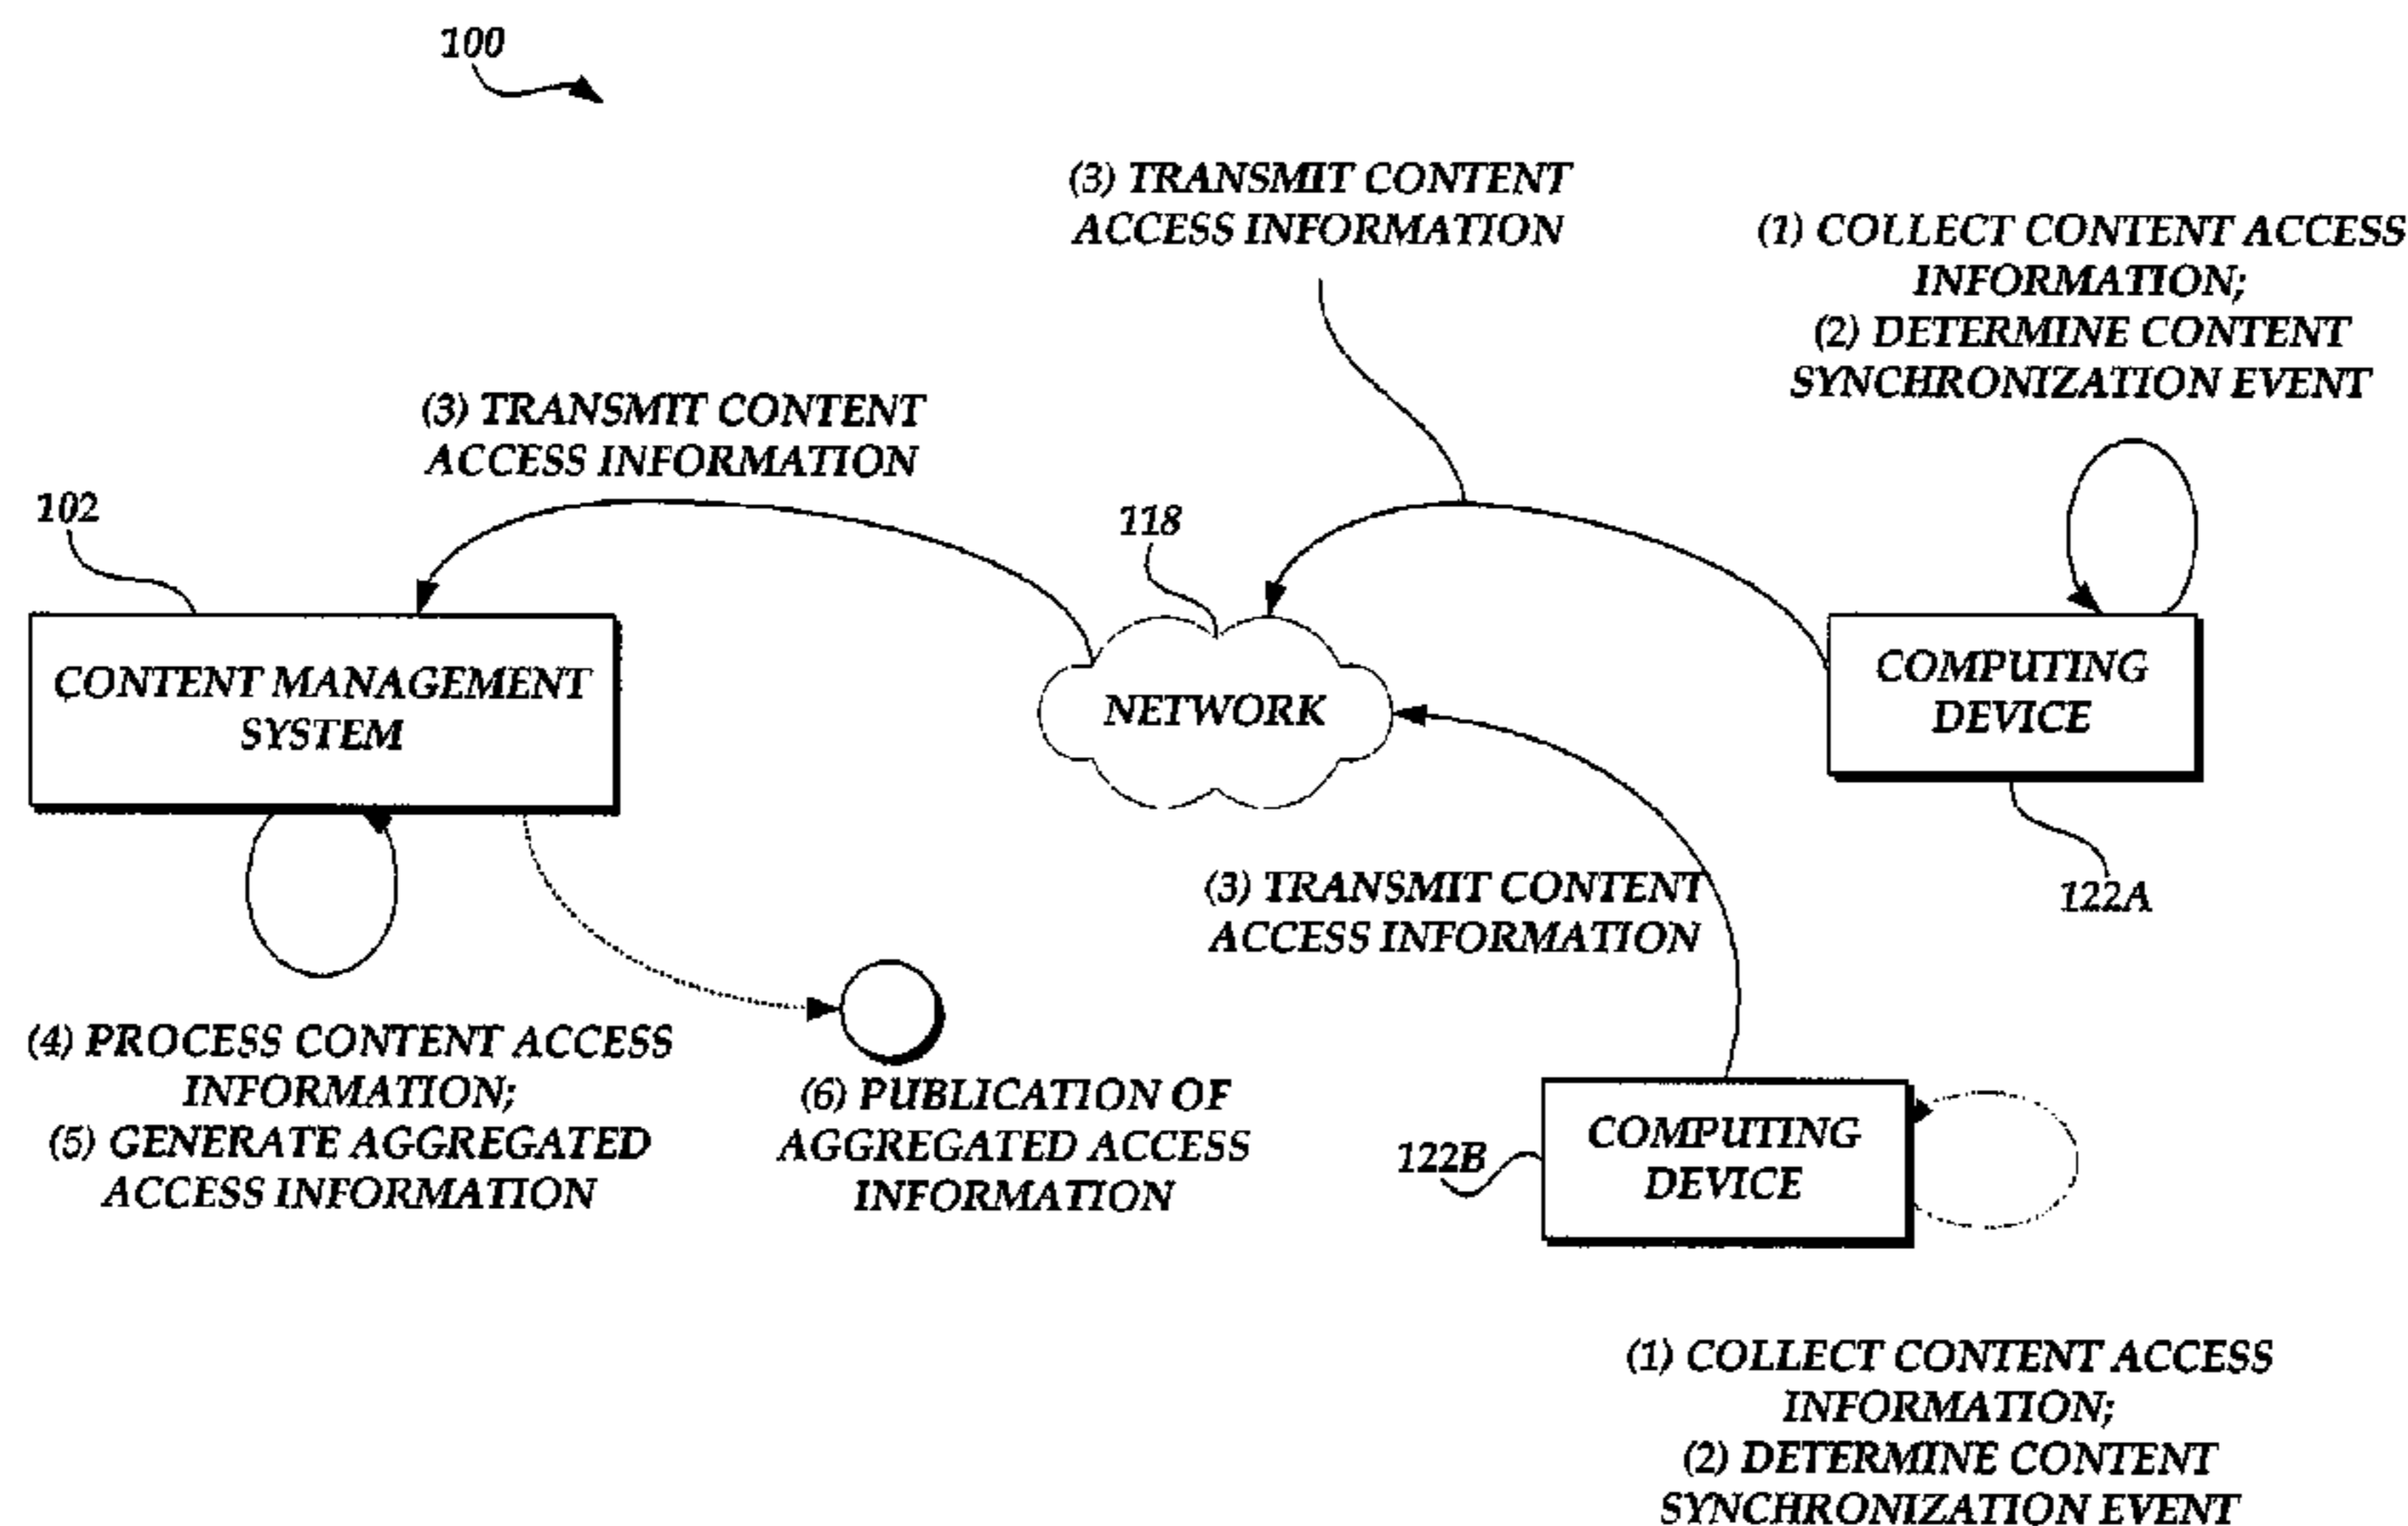 100
(3) TRANSMIT CONTENT
ACCESS INFORMATION
(1) COLLECT CONTENT ACCESS
INFORMATION;
(2) DETERMINE CONTENT
SYNCHRONIZATION EVENT
(3) TRANSMIT CONTENT
ACCESS INFORMATION
102
118
CONTENT MANAGEMENT
SYSTEM
NETWORK
COMPUTING
DEVICE
122A
(3) TRANSMIT CONTENT
ACCESS INFORMATION
(4) PROCESS CONTENT ACCESS
INFORMATION;
(5) GENERATE AGGREGATED
ACCESS INFORMATION
(6) PUBLICATION OF
AGGREGATED ACCESS
INFORMATION
122B
COMPUTING
DEVICE
(1) COLLECT CONTENT ACCESS
INFORMATION;
(2) DETERMINE CONTENT
SYNCHRONIZATION EVENT